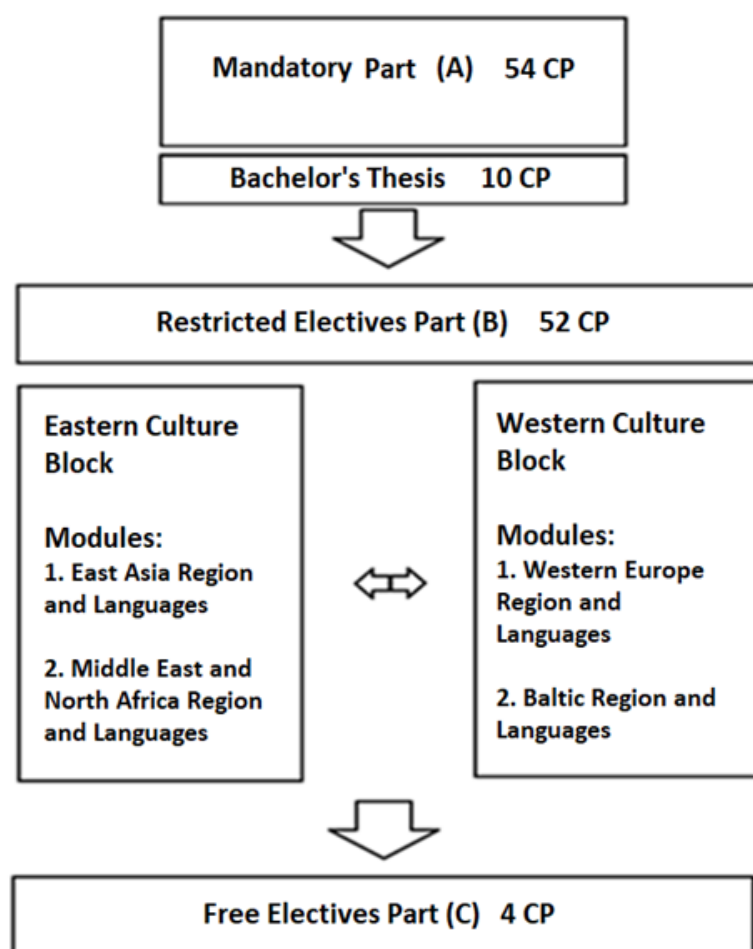 Mandatory Part (A) 54 CP
Bachelor's Thesis 10 CP
Restricted Electives Part (B) 52 CP
Eastern Culture
Block
Modules:
1. East Asia Region
and Languages
2. Middle East and
North Africa Region
and Languages
Western Culture
Block
Modules:
1. Western Europe
Region and
Languages
2. Baltic Region and
Languages
Free Electives Part (C) 4 CP